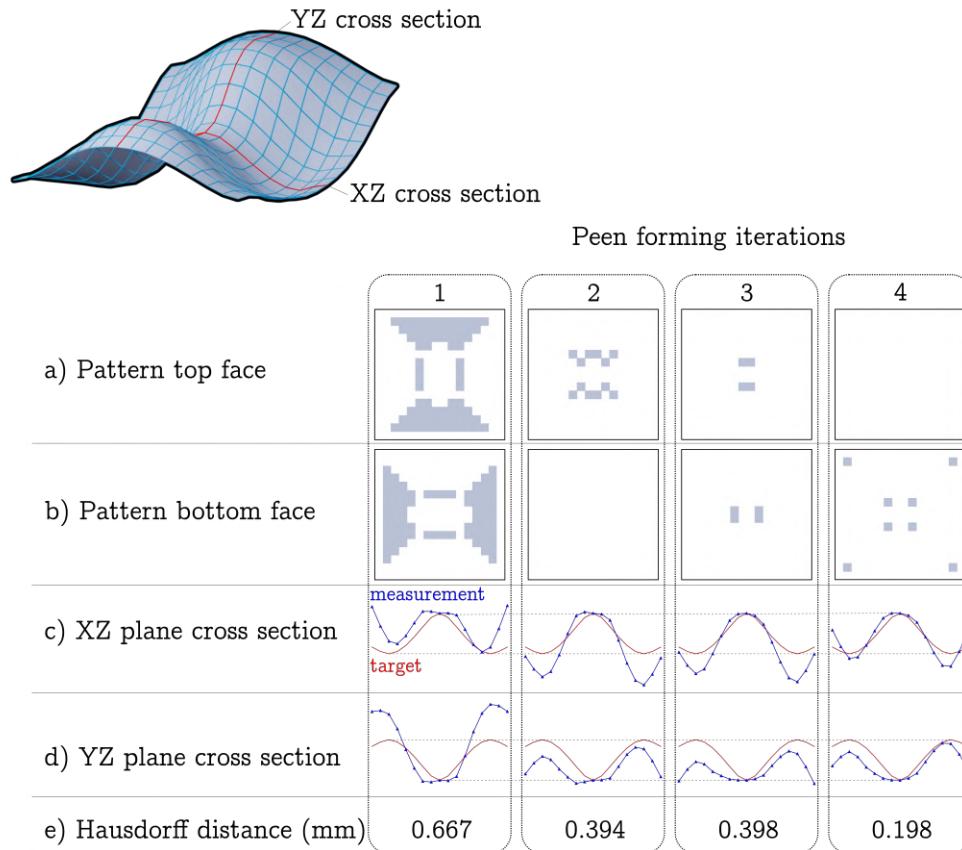 YZ cross section
XZ cross section
Peen forming iterations
1 2 3 4
a) Pattern top face
b) Pattern bottom face
measurement
c) XZ plane cross section
target
d) YZ plane cross section
e) Hausdorff distance (mm) 0.667 0.394 0.398 0.198